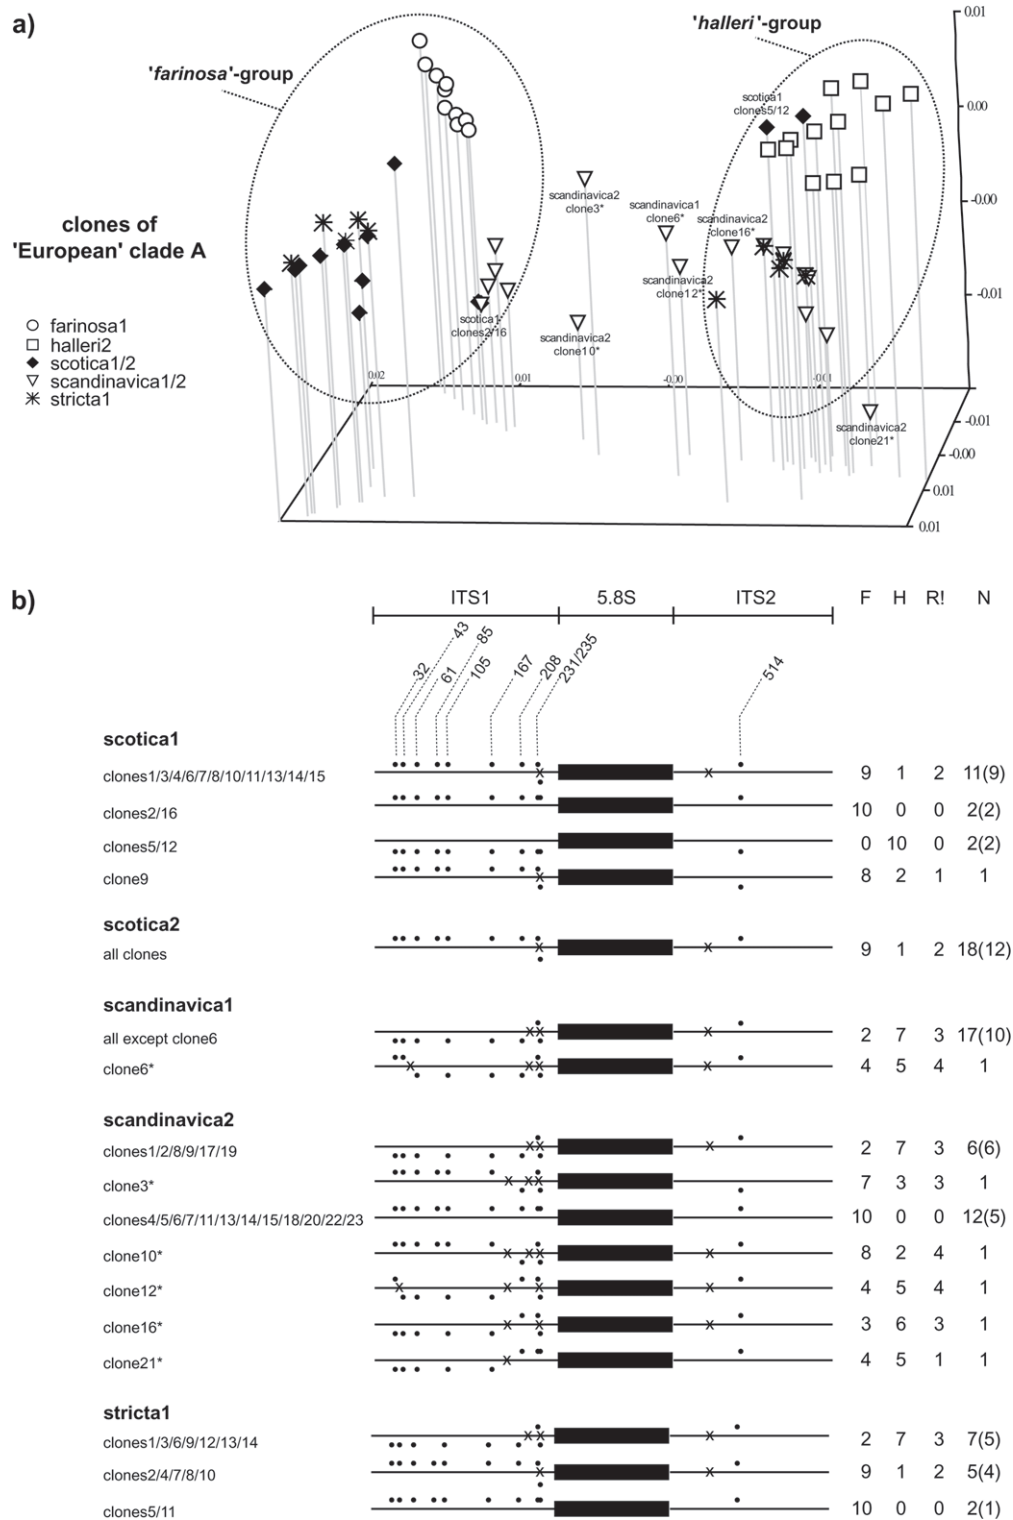 a)
'farinosa'-group
'halleri'-group
clones of
'European' clade A
farinosa1
halleri2
scotica1/2
scandinavica1/2
stricta1
scotica1
clones5/12
scandinavica2
clone3*
scandinavica1
clone6*
scandinavica2
clone16*
scandinavica2
clone12*
scotica1
clones2/16
scandinavica2
clone10*
scandinavica2
clone21*
0.01
0.00
-0.00
-0.01
0.02
0.01
-0.00
-0.01
-0.01
-0.00
0.01
0.01
b)
ITS1 5.8S ITS2 F H R! N
32 43 61 85 105 167 208 231/235 514
scotica1
clones1/3/4/6/7/8/10/11/13/14/15 x x 9 1 2 11(9)
clones2/16 10 0 0 2(2)
clones5/12 0 10 0 2(2)
clone9 x 8 2 1 1
scotica2
all clones x x 9 1 2 18(12)
scandinavica1
all except clone6 x x x 2 7 3 17(10)
clone6* x x x x 4 5 4 1
scandinavica2
clones1/2/8/9/17/19 x x x 2 7 3 6(6)
clone3* x x x 7 3 3 1
clones4/5/6/7/11/13/14/15/18/20/22/23 10 0 0 12(5)
clone10* x x x x 8 2 4 1
clone12* x x x x 4 5 4 1
clone16* x x x 3 6 3 1
clone21* x 4 5 1 1
stricta1
clones1/3/6/9/12/13/14 x x x 2 7 3 7(5)
clones2/4/7/8/10 x x 9 1 2 5(4)
clones5/11 10 0 0 2(1)